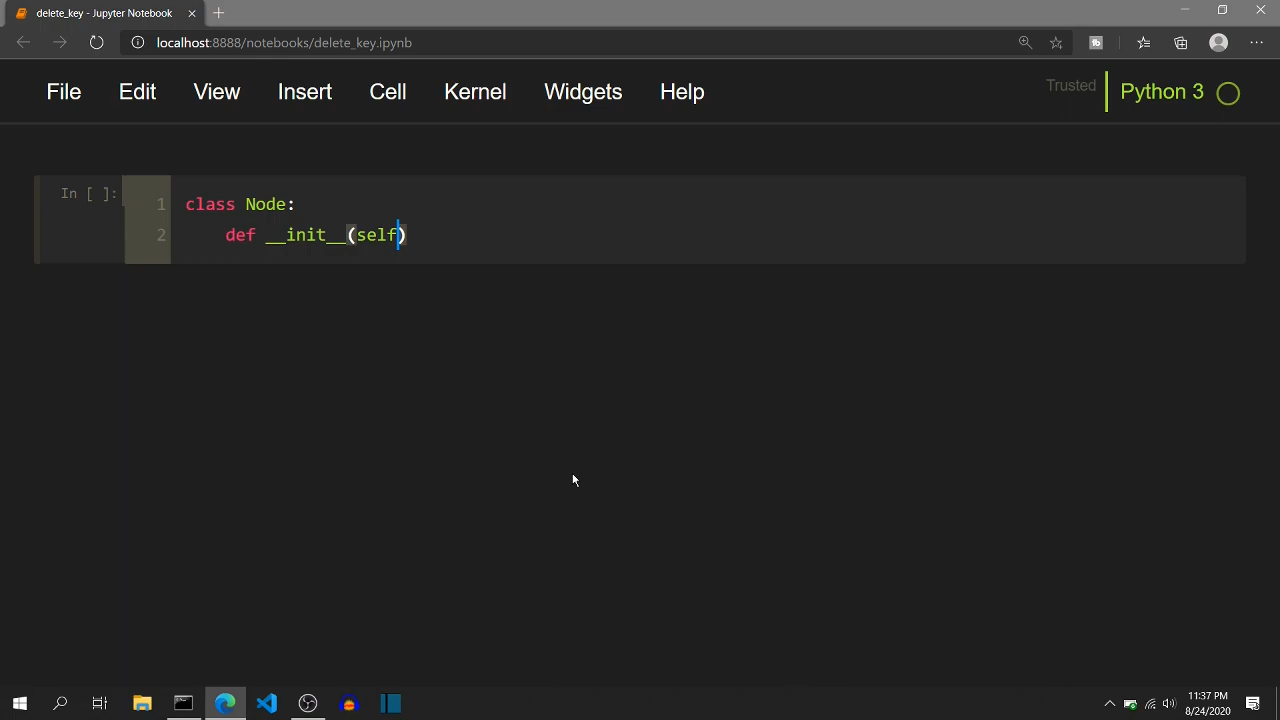 delete_key - Jupyter Notebook
localhost:8888/notebooks/delete_key.ipynb
File Edit View Insert Cell Kernel Widgets Help
Trusted
Python 3
In [ ]:
1 class Node:
2 def __init__(self)
11:37 PM
8/24/2020